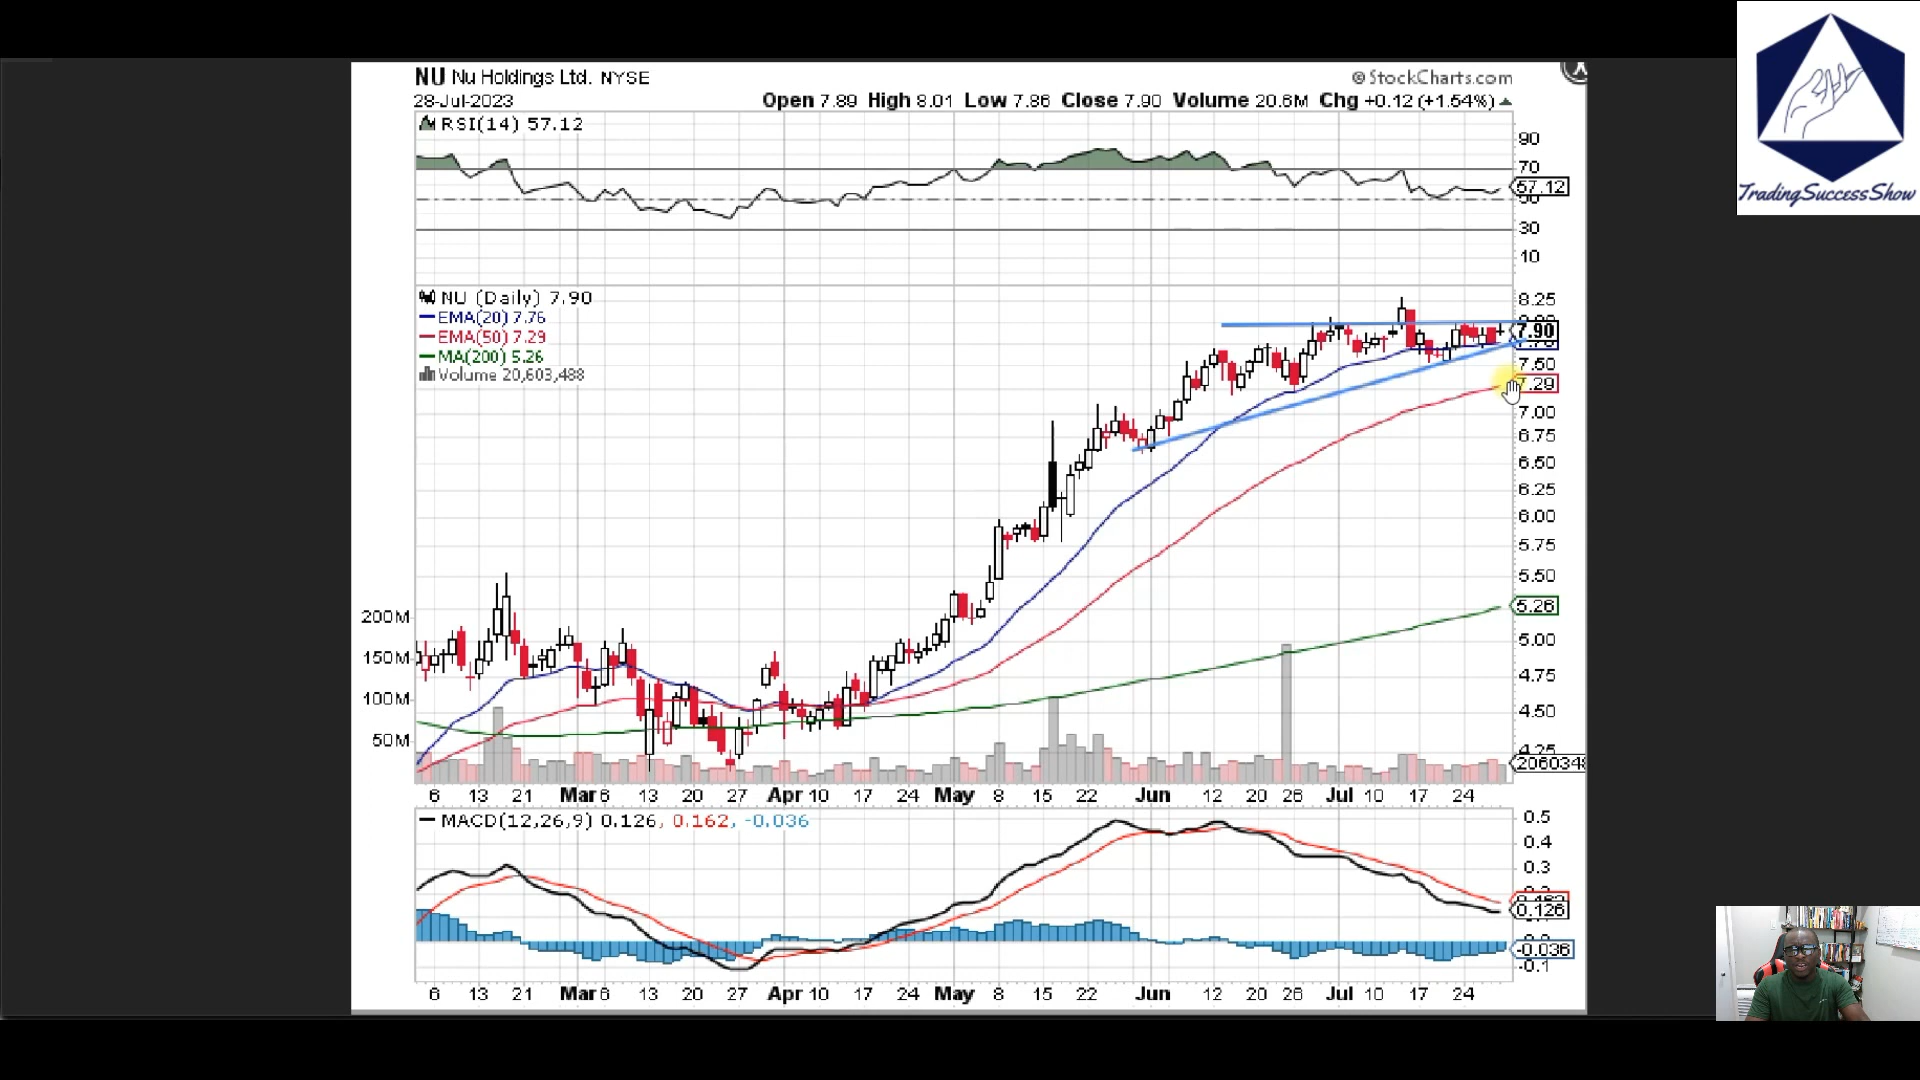 NU Nu Holdings Ltd. NYSE
© StockCharts.com
28-Jul-2023
Open 7.89 High 8.01 Low 7.86 Close 7.90 Volume 20.6M Chg +0.12 (+1.54%)
RSI(14) 57.12
90
70
57.12
50
30
10
NU (Daily) 7.90
EMA(20) 7.76
EMA(50) 7.29
MA(200) 5.26
Volume 20,603,488
8.25
7.90
7.50
7.29
7.00
6.75
6.50
6.25
6.00
5.75
5.50
5.26
5.00
4.75
4.50
4.25
2060348
200M
150M
100M
50M
6 13 21 Mar 6 13 20 27 Apr 10 17 24 May 8 15 22 Jun 12 20 26 Jul 10 17 24
MACD(12,26,9) 0.126, 0.162, -0.036
0.5
0.4
0.3
0.126
-0.036
-0.1
6 13 21 Mar 6 13 20 27 Apr 10 17 24 May 8 15 22 Jun 12 20 26 Jul 10 17 24
TradingSuccessShow